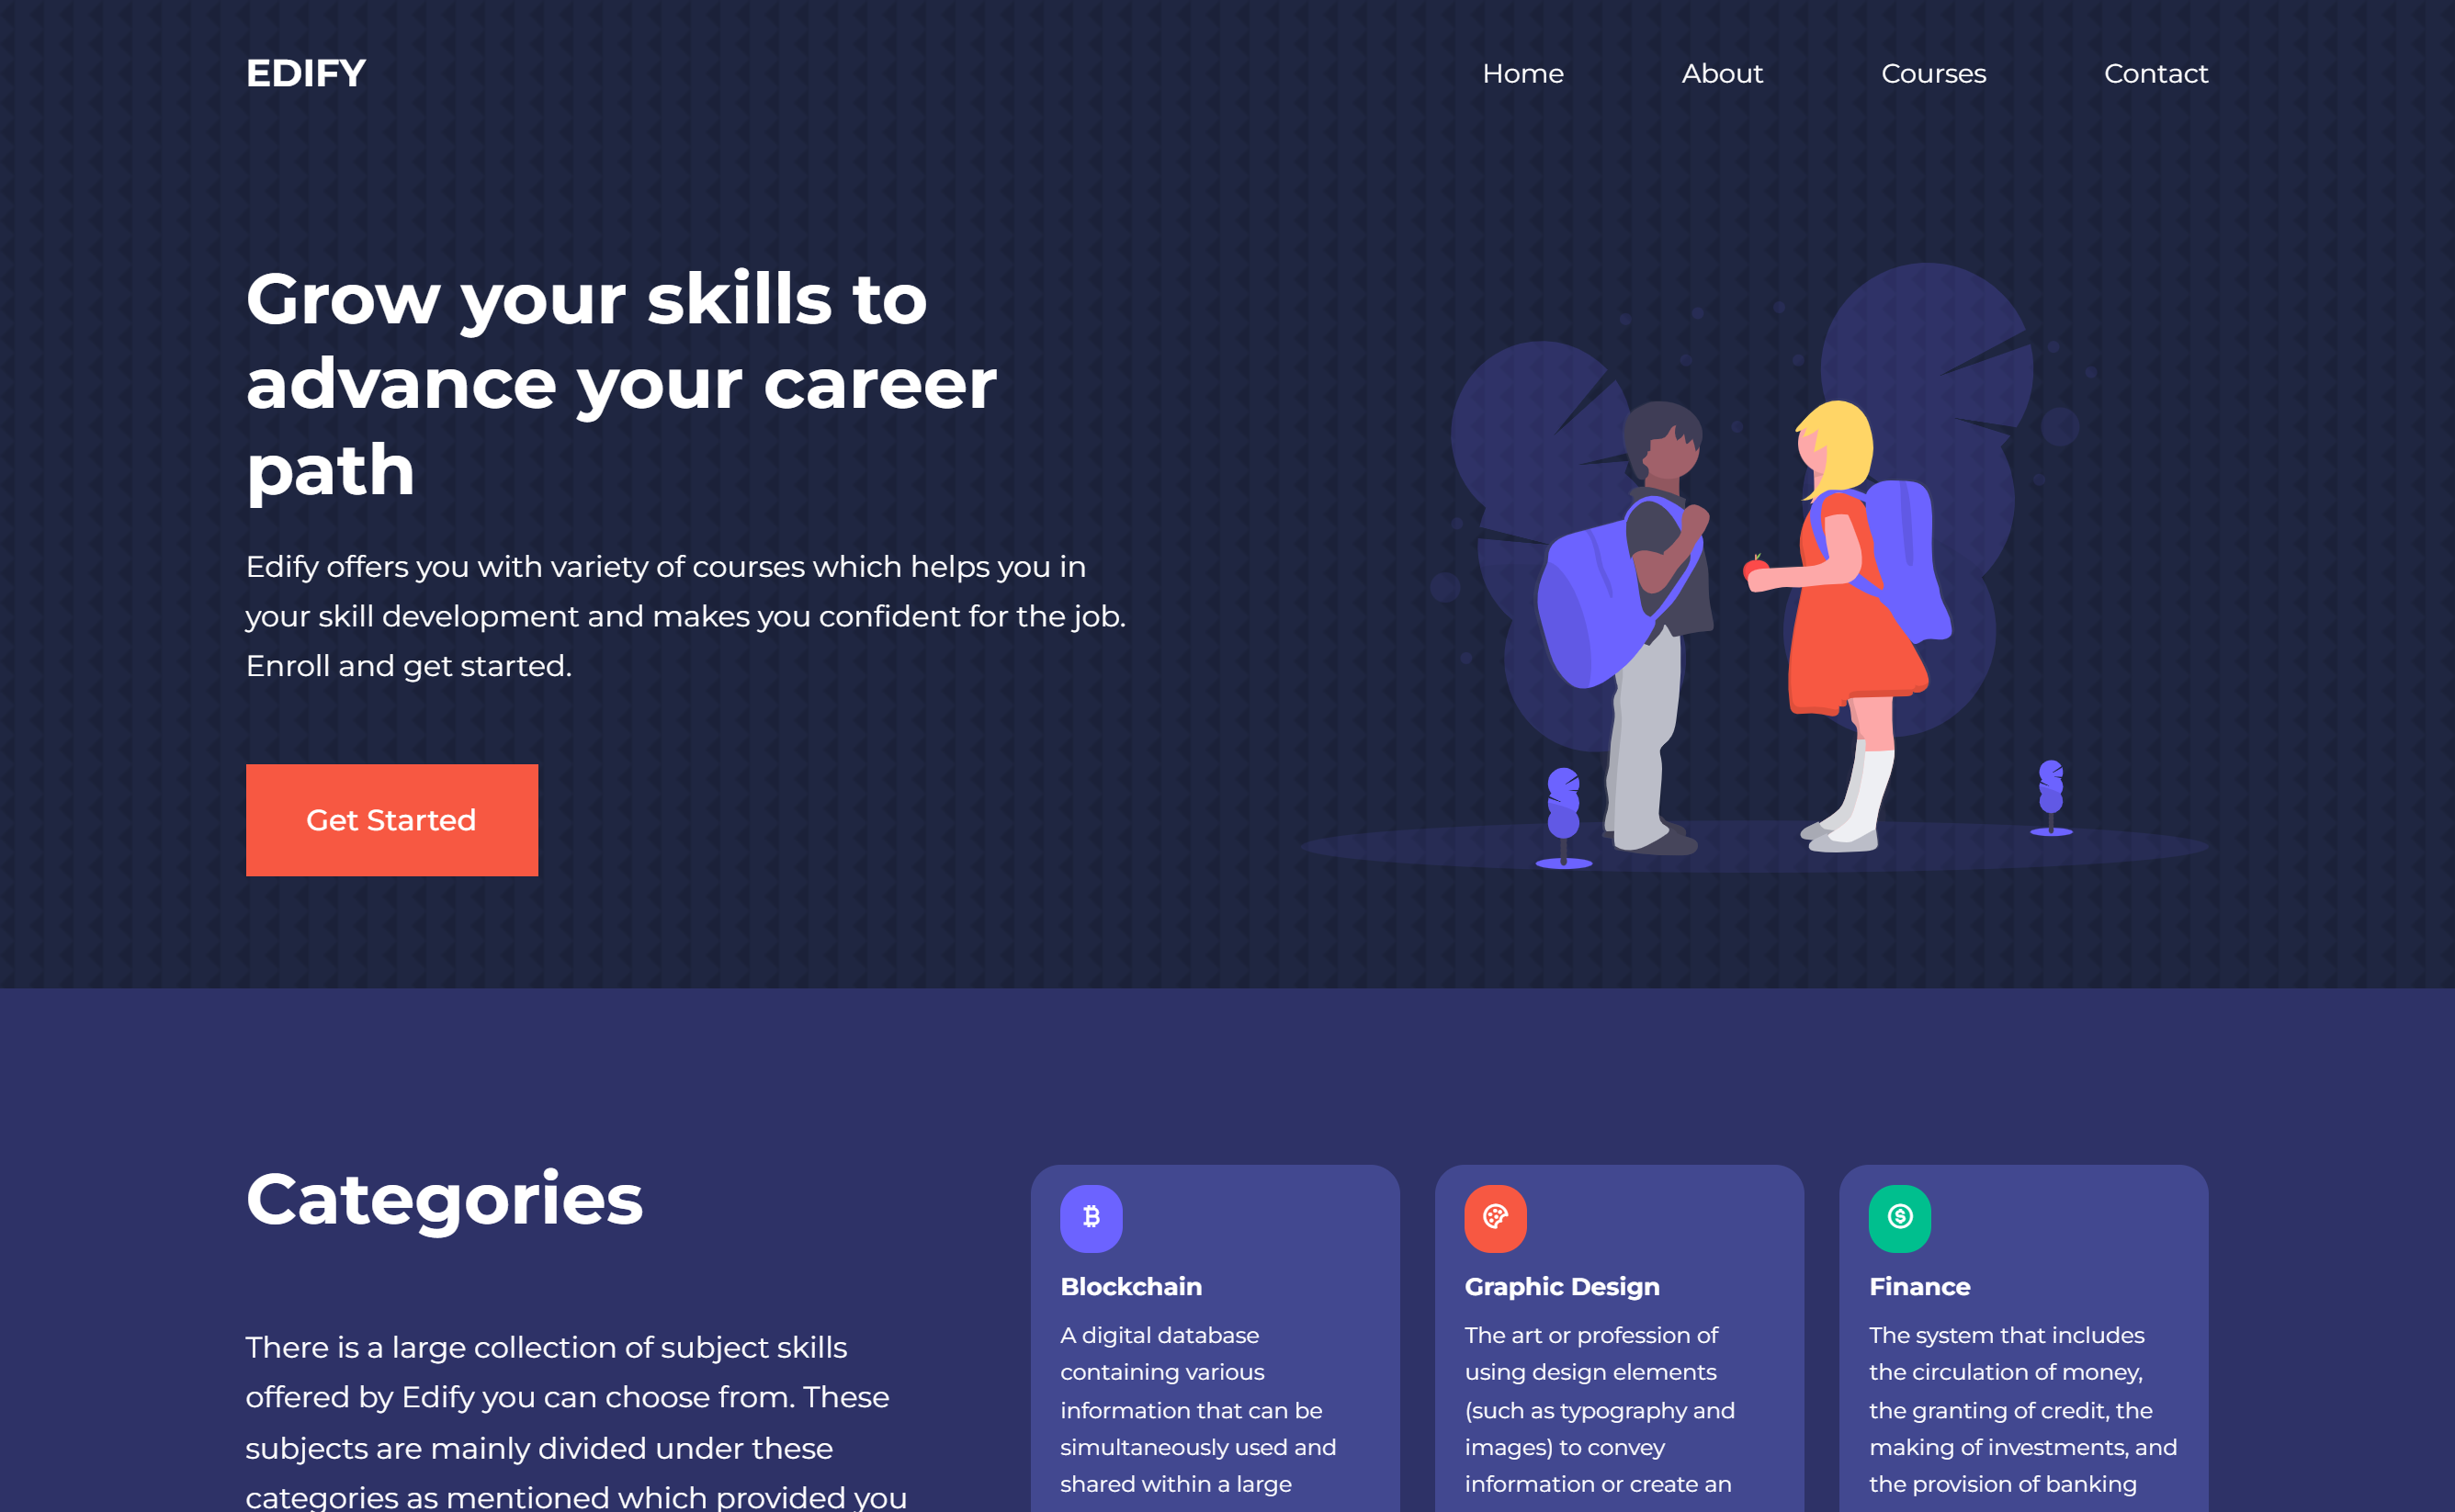 EDIFY
Home
About
Courses
Contact
Grow your skills to
advance your career
path
Edify offers you with variety of courses which helps you in
your skill development and makes you confident for the job.
Enroll and get started.
Get Started
Categories
There is a large collection of subject skills
offered by Edify you can choose from. These
subjects are mainly divided under these
categories as mentioned which provided you
Blockchain
A digital database
containing various
information that can be
simultaneously used and
shared within a large
Graphic Design
The art or profession of
using design elements
(such as typography and
images) to convey
information or create an
Finance
The system that includes
the circulation of money,
the granting of credit, the
making of investments, and
the provision of banking